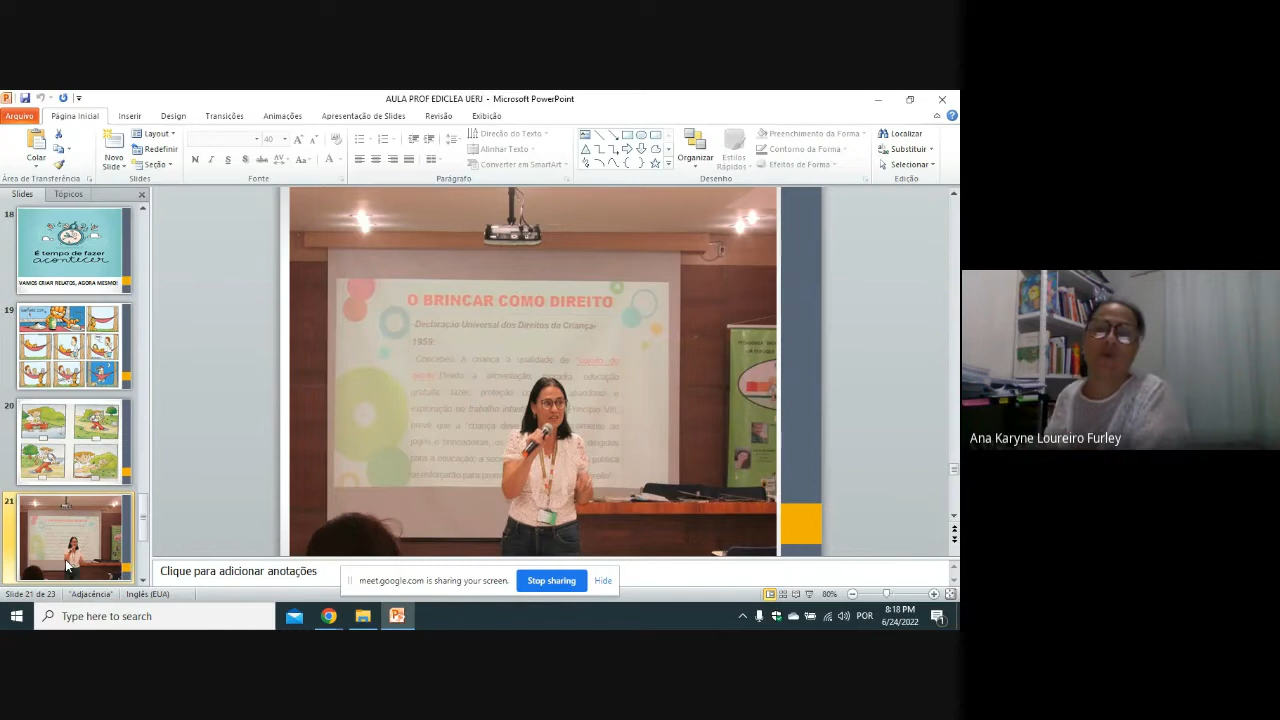 AULA PROF EDICLEA UERJ - Microsoft PowerPoint
Arquivo
Página Inicial
Inserir
Design
Transições
Animações
Apresentação de Slides
Revisão
Exibição
Colar
Área de Transferência
Novo
Slide
Layout
Redefinir
Seção
Slides
40
N I S abc AV Aa A
Fonte
Direção do Texto
Alinhar Texto
Converter em SmartArt
Parágrafo
Organizar
Estilos
Rápidos
Preenchimento da Forma
Contorno da Forma
Efeitos de Forma
Desenho
Localizar
Substituir
Selecionar
Edição
Slides
Tópicos
18
É tempo de fazer
acontecer
VAMOS CRIAR RELATOS, AGORA MESMO!
19
20
21
O BRINCAR COMO DIREITO
-Declaração Universal dos Direitos da Criança-
1959:
Ana Karyne Loureiro Furley
Clique para adicionar anotações
meet.google.com is sharing your screen.
Stop sharing
Hide
Slide 21 de 23
"Adjacência"
Inglês (EUA)
80%
Type here to search
POR
8:18 PM
6/24/2022
1